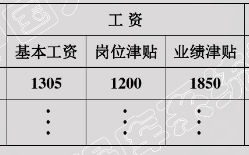 工 资
基本工资 岗位津贴 业绩津贴
1305 1200 1850
⋮ ⋮ ⋮